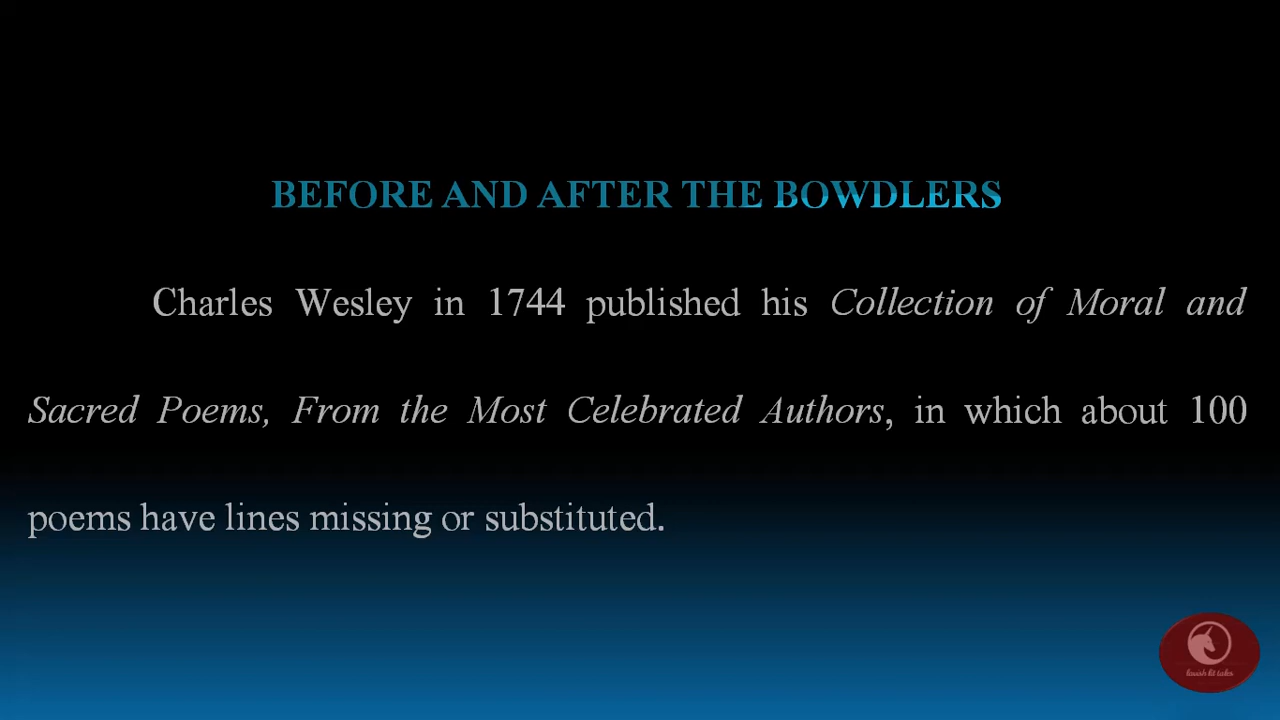 BEFORE AND AFTER THE BOWDLERS
Charles Wesley in 1744 published his Collection of Moral and
Sacred Poems, From the Most Celebrated Authors, in which about 100
poems have lines missing or substituted.